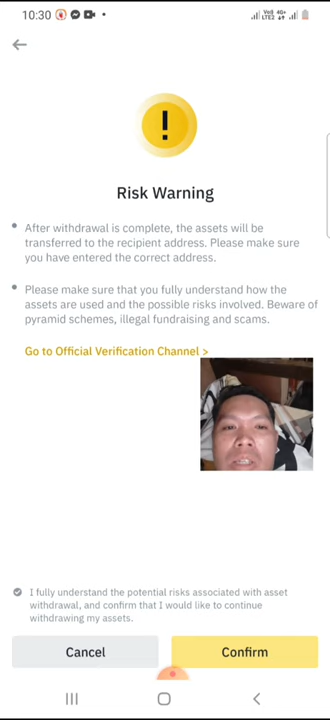 10:30
Risk Warning
After withdrawal is complete, the assets will be
transferred to the recipient address. Please make sure
you have entered the correct address.
Please make sure that you fully understand how the
assets are used and the possible risks involved. Beware of
pyramid schemes, illegal fundraising and scams.
Go to Official Verification Channel >
I fully understand the potential risks associated with asset
withdrawal, and confirm that I would like to continue
withdrawing my assets.
Cancel
Confirm